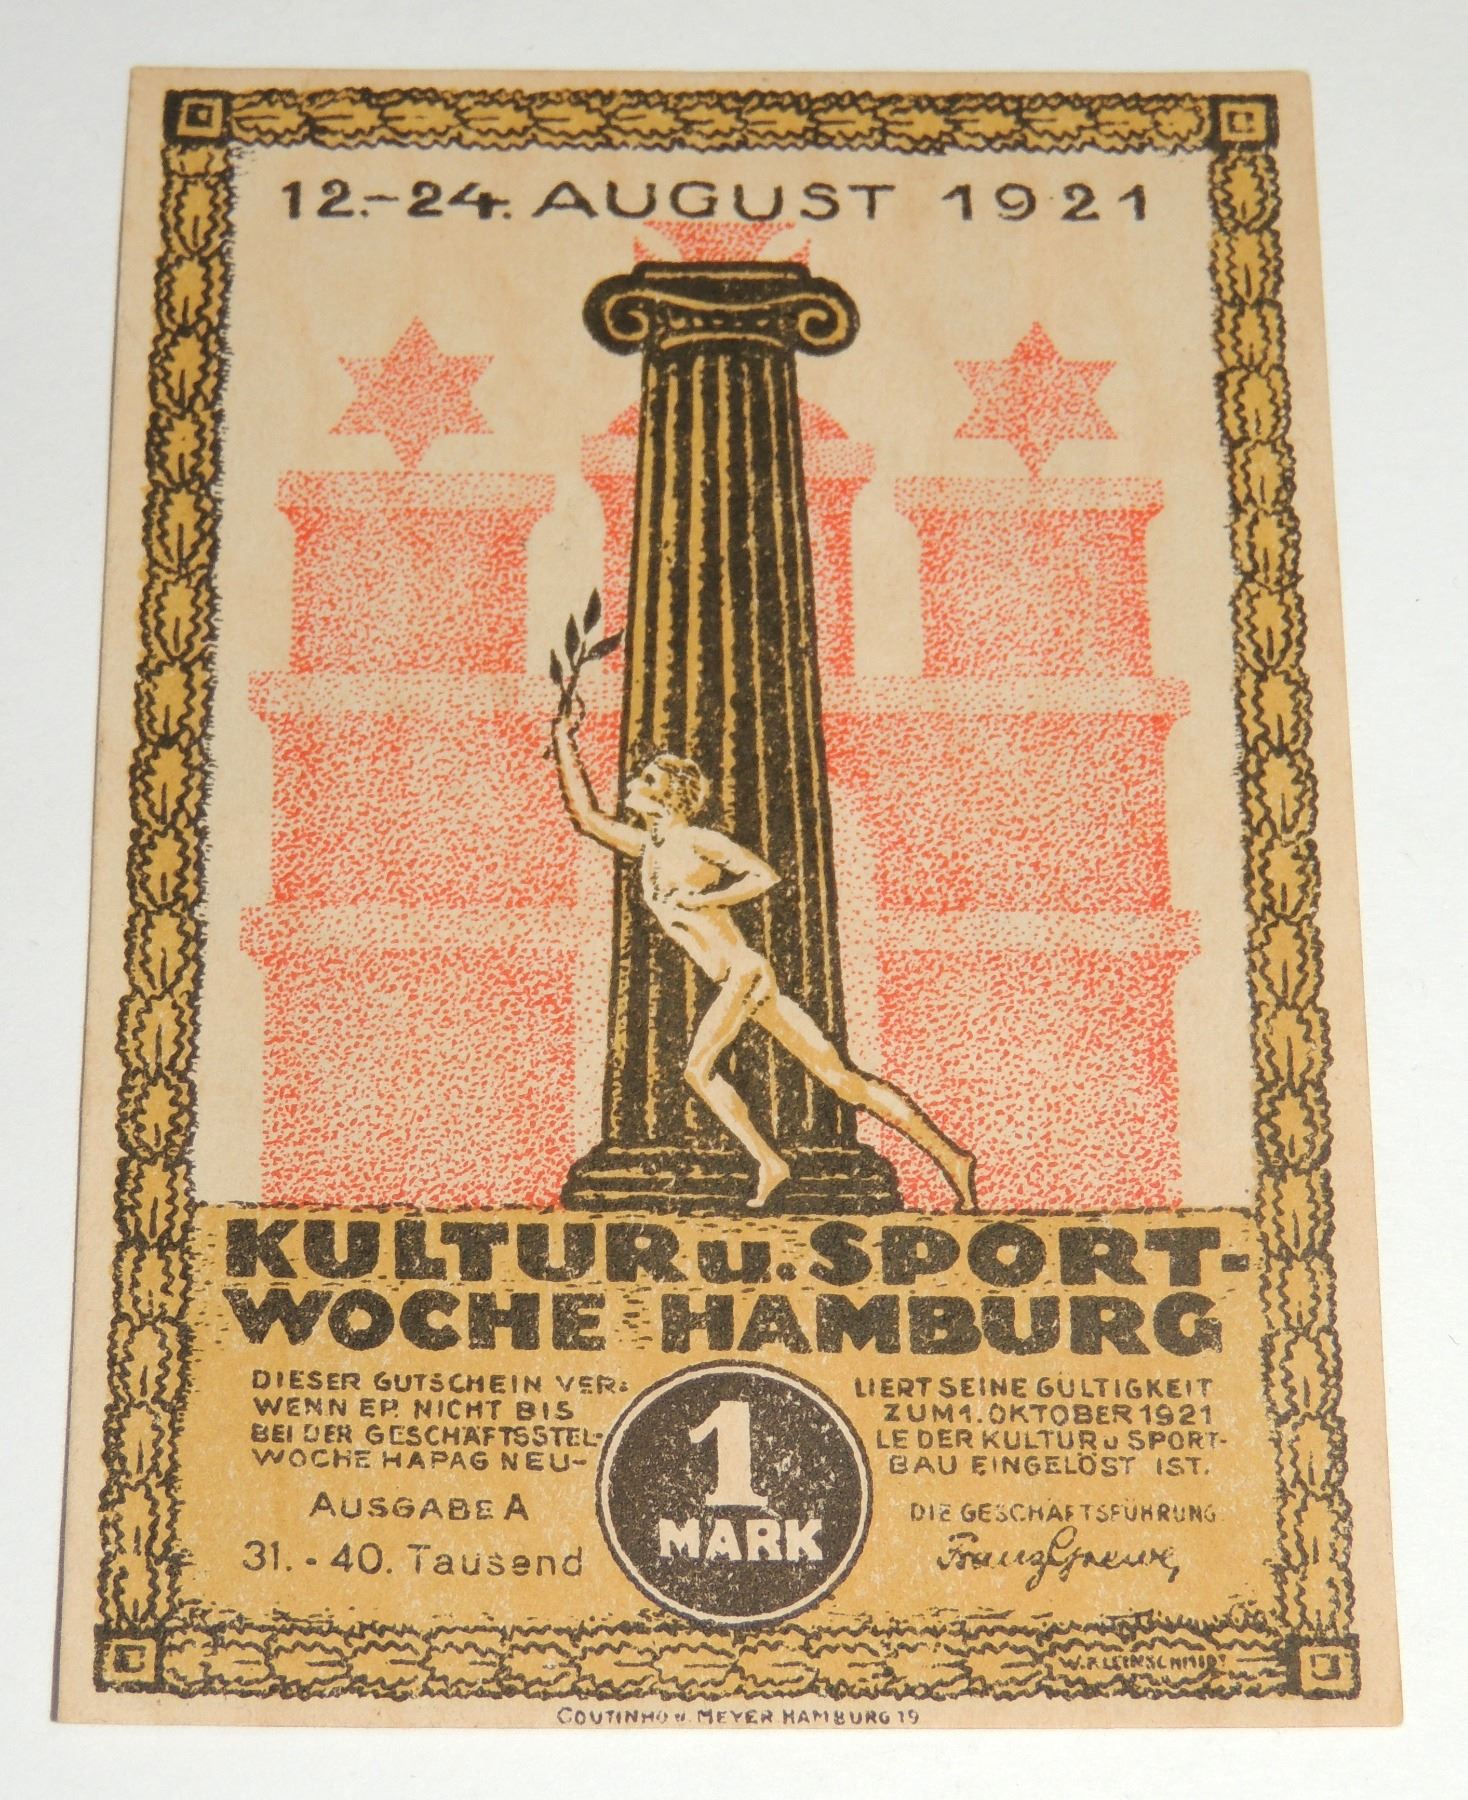 12.-24. AUGUST 1921
KULTUR u. SPORT-
WOCHE HAMBURG
DIESER GUTSCHEIN VER- LIERT SEINE GÜLTIGKEIT
WENN ER NICHT BIS ZUM 1. OKTOBER 1921
BEI DER GESCHÄFTSSTEL- LE DER KULTUR u SPORT-
WOCHE HAPAG NEU- BAU EINGELÖST IST.
AUSGABE A
31. - 40. Tausend
1
MARK
DIE GESCHÄFTSFÜHRUNG
W. KLEINSCHMIDT
COUTINHO u. MEYER HAMBURG 19